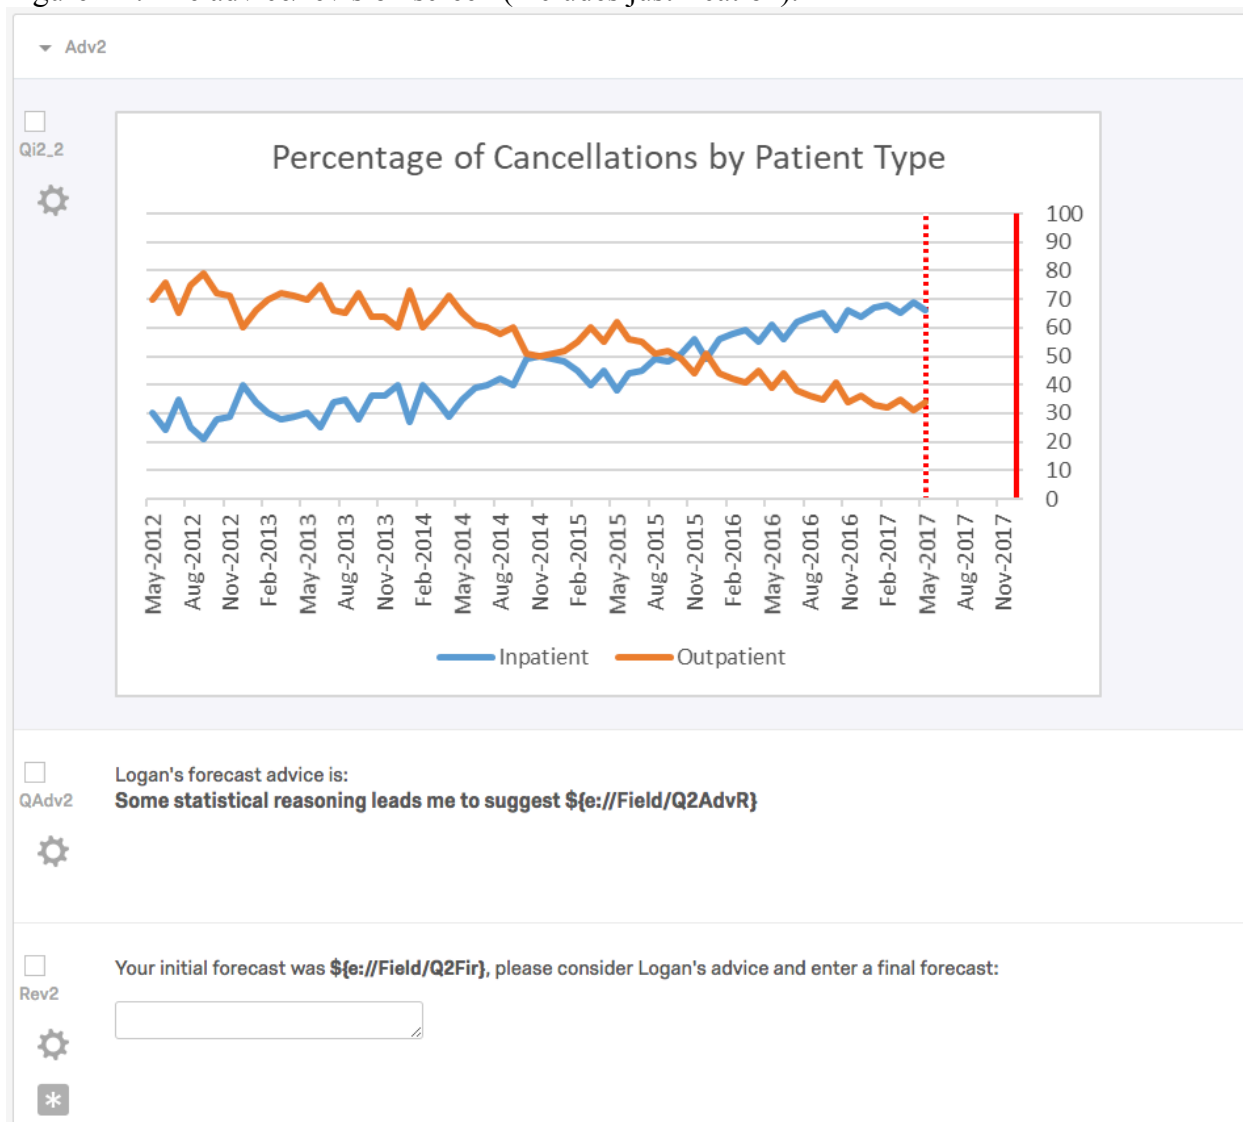 Adv2
Qi2_2
Percentage of Cancellations by Patient Type
100
90
80
70
60
50
40
30
20
10
0
May-2012
Aug-2012
Nov-2012
Feb-2013
May-2013
Aug-2013
Nov-2013
Feb-2014
May-2014
Aug-2014
Nov-2014
Feb-2015
May-2015
Aug-2015
Nov-2015
Feb-2016
May-2016
Aug-2016
Nov-2016
Feb-2017
May-2017
Aug-2017
Nov-2017
Inpatient Outpatient
QAdv2
Logan's forecast advice is:
Some statistical reasoning leads me to suggest ${e://Field/Q2AdvR}
Rev2
Your initial forecast was ${e://Field/Q2Fir}, please consider Logan's advice and enter a final forecast: